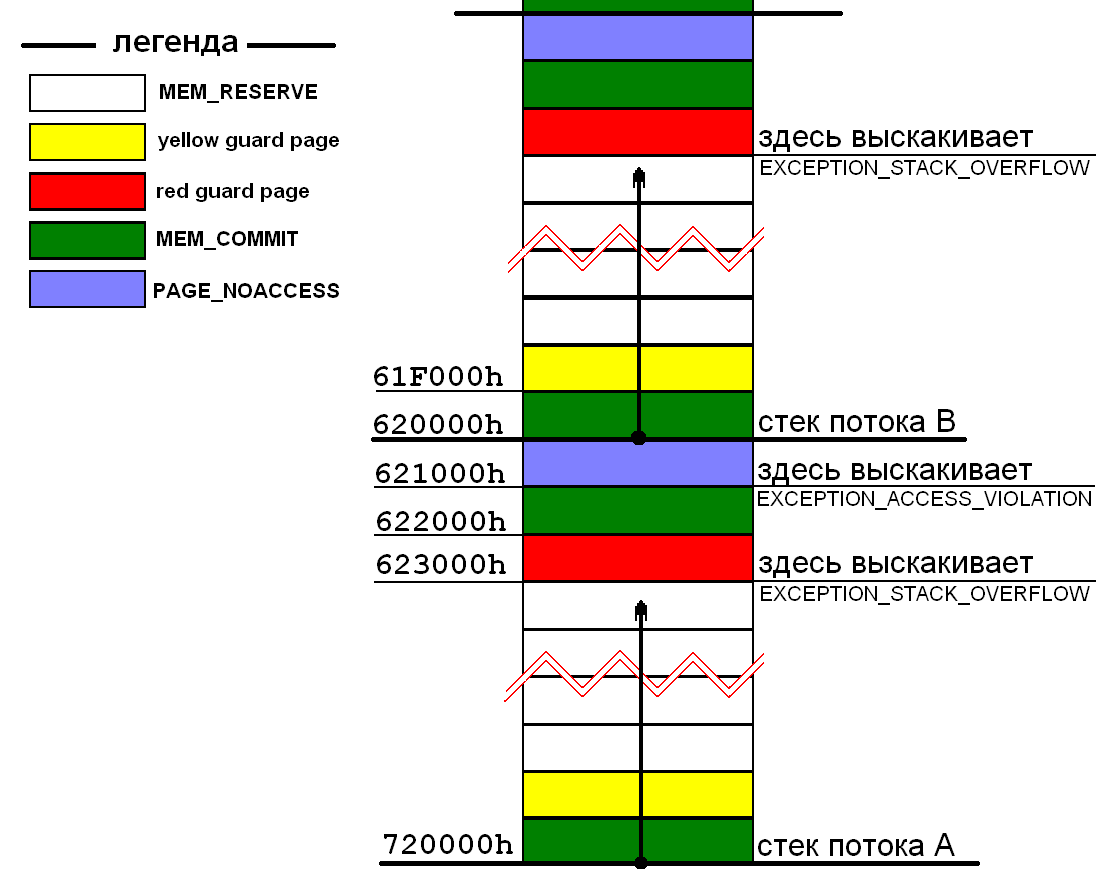 легенда
MEM_RESERVE
yellow guard page
red guard page
MEM_COMMIT
PAGE_NOACCESS
здесь выскакивает
EXCEPTION_STACK_OVERFLOW
61F000h
620000h
стек потока B
621000h
здесь выскакивает
EXCEPTION_ACCESS_VIOLATION
622000h
623000h
здесь выскакивает
EXCEPTION_STACK_OVERFLOW
720000h
стек потока A